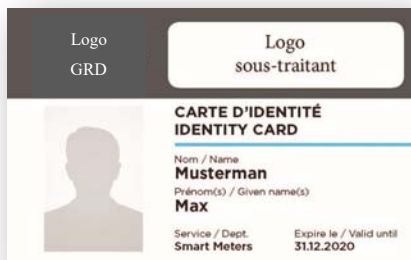 Logo
GRD
Logo
sous-traitant
CARTE D'IDENTITÉ
IDENTITY CARD
Nom / Name
Musterman
Prénom(s) / Given name(s)
Max
Service / Dept.
Smart Meters
Expire le / Valid until
31.12.2020